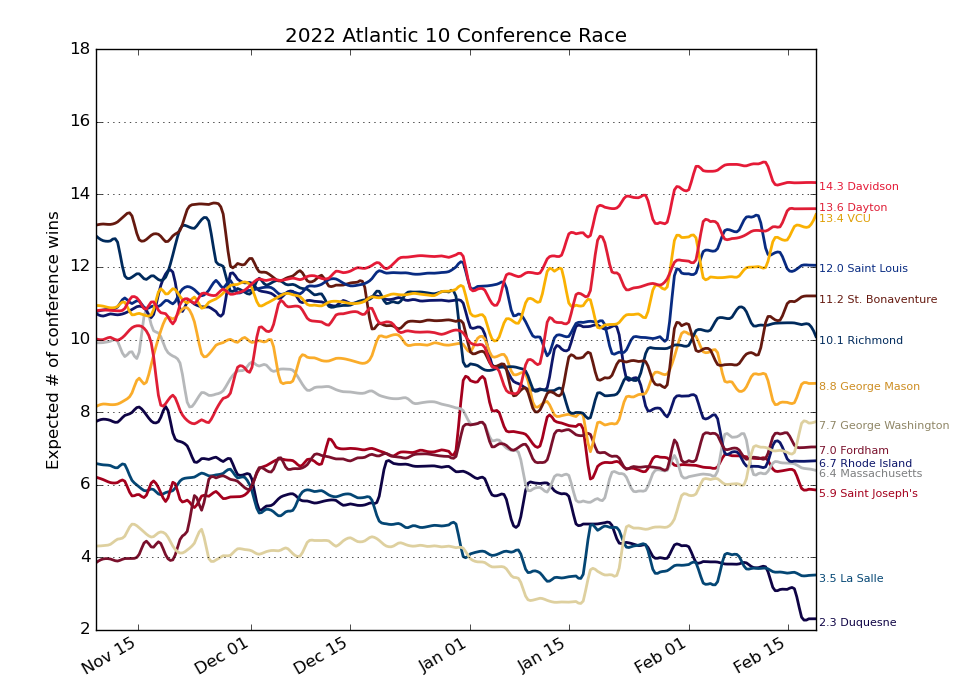 2022 Atlantic 10 Conference Race
Expected # of conference wins
18
16
14
12
10
8
6
4
2
14.3 Davidson
13.6 Dayton
13.4 VCU
12.0 Saint Louis
11.2 St. Bonaventure
10.1 Richmond
8.8 George Mason
7.7 George Washington
7.0 Fordham
6.7 Rhode Island
6.4 Massachusetts
5.9 Saint Joseph's
3.5 La Salle
2.3 Duquesne
Nov 15
Dec 01
Dec 15
Jan 01
Jan 15
Feb 01
Feb 15